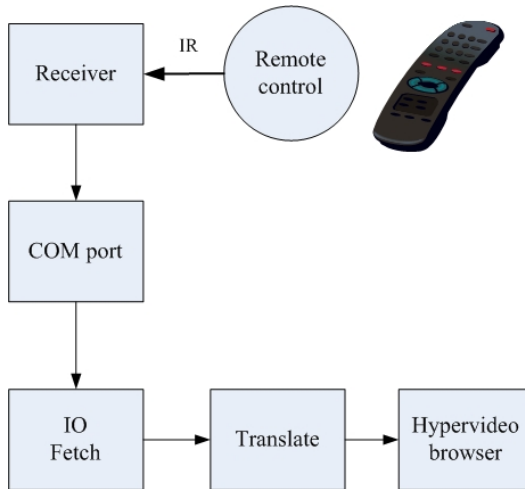 Receiver
IR
Remote
control
COM port
IO
Fetch
Translate
Hypervideo
browser